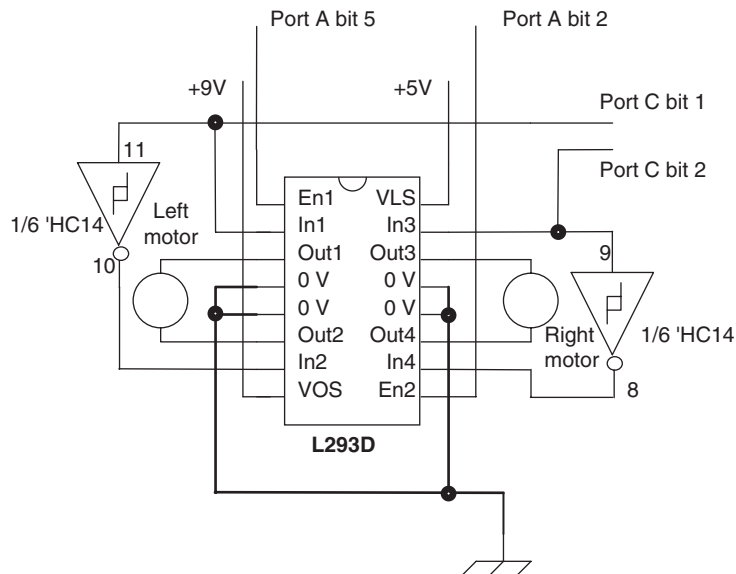 Port A bit 5
Port A bit 2
+9V
+5V
Port C bit 1
Port C bit 2
11
1/6 'HC14
10
Left
motor
En1
VLS
In1
In3
Out1
Out3
0 V
0 V
0 V
0 V
Out2
Out4
In2
In4
VOS
En2
L293D
9
Right
motor
1/6 'HC14
8